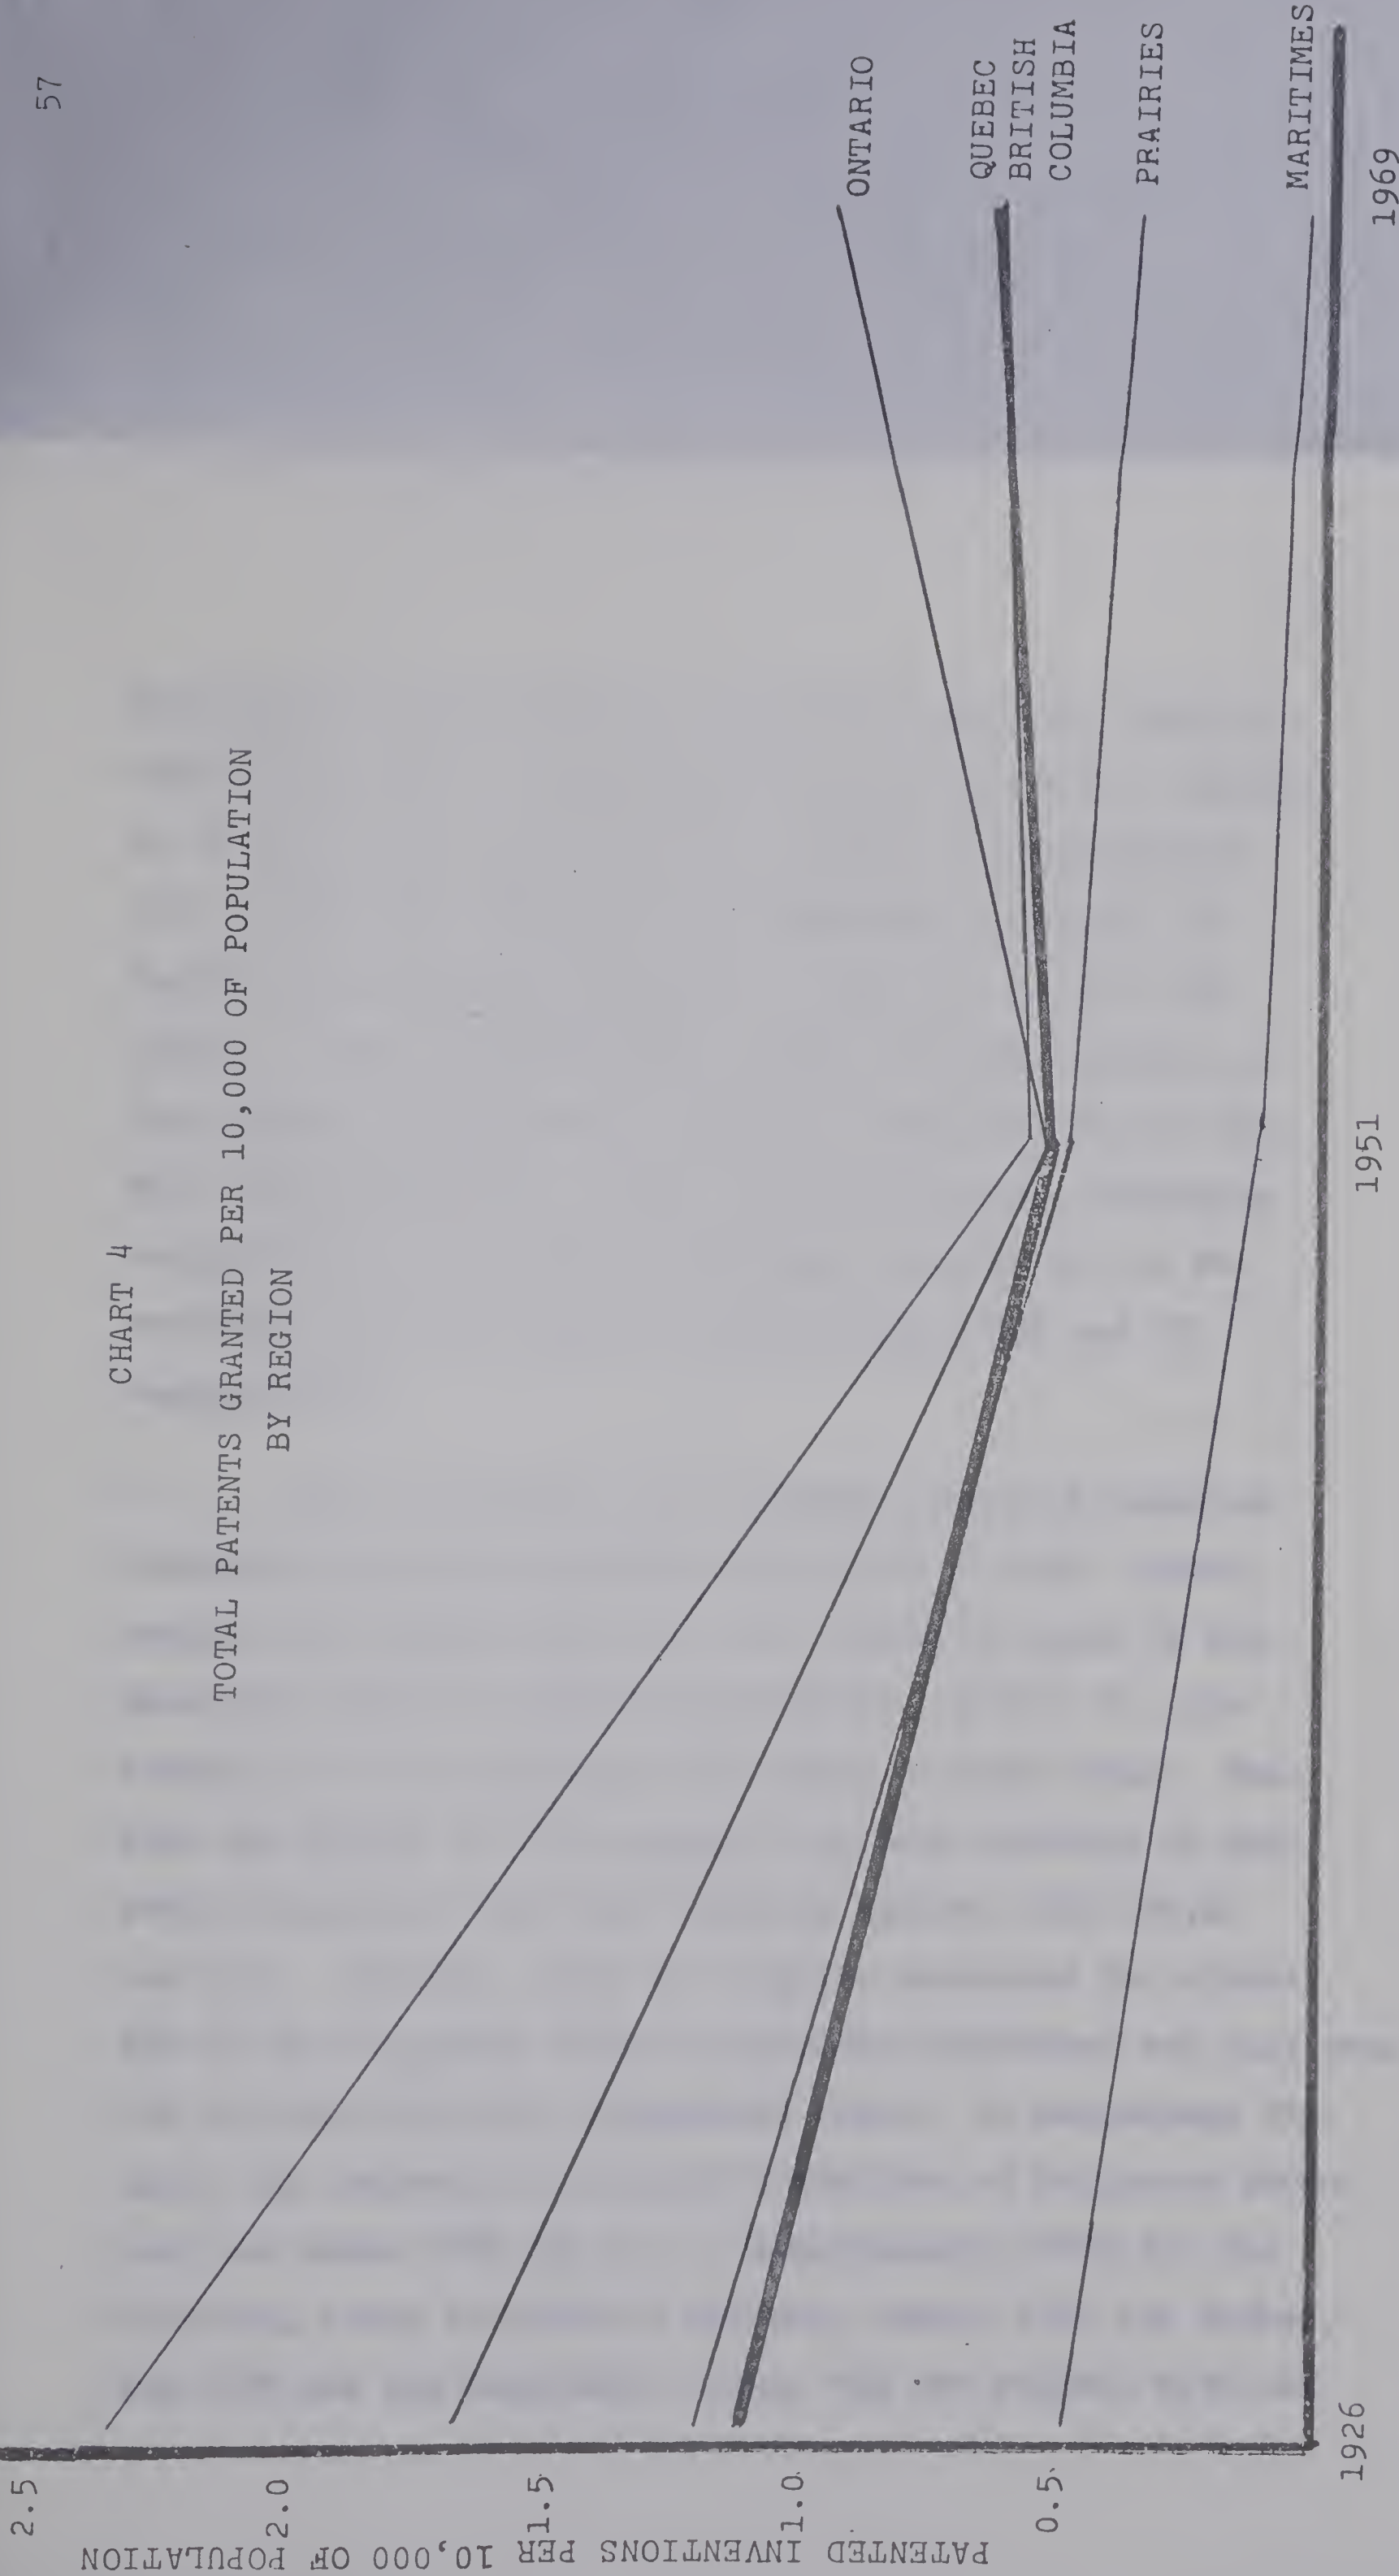 57
CHART 4
TOTAL PATENTS GRANTED PER 10,000 OF POPULATION
BY REGION
PATENTED INVENTIONS PER 10,000 OF POPULATION
2.5
2.0
1.5
1.0
0.5
ONTARIO
QUEBEC
BRITISH
COLUMBIA
PRAIRIES
MARITIMES
1926
1951
1969